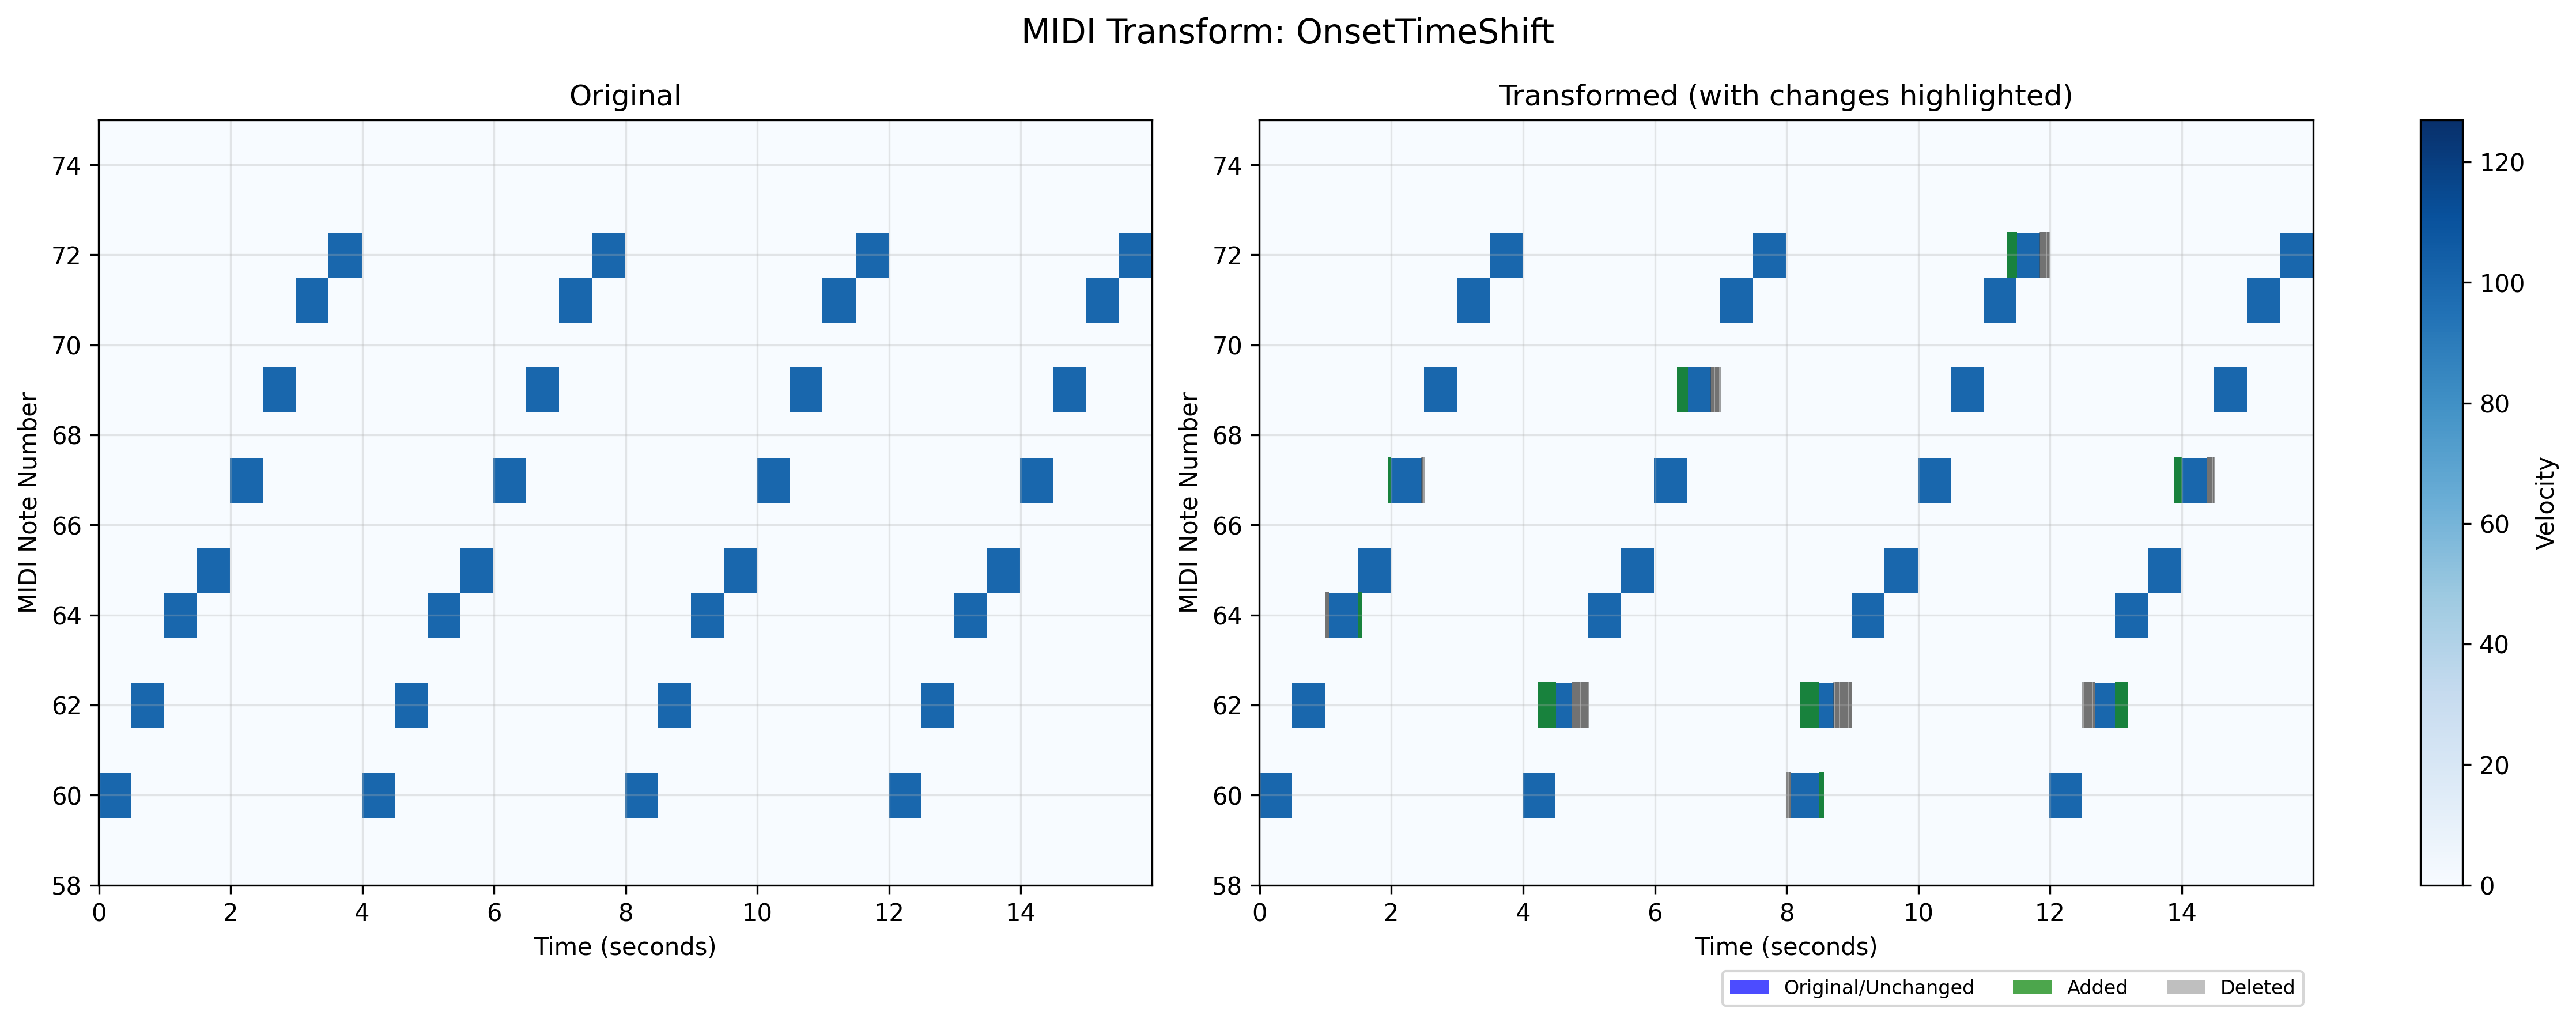 MIDI Transform: OnsetTimeShift
Original
MIDI Note Number
74
72
70
68
66
64
62
60
58
0 2 4 6 8 10 12 14
Time (seconds)
Transformed (with changes highlighted)
MIDI Note Number
74
72
70
68
66
64
62
60
58
0 2 4 6 8 10 12 14
Time (seconds)
Original/Unchanged Added Deleted
120
100
80
60
40
20
0
Velocity